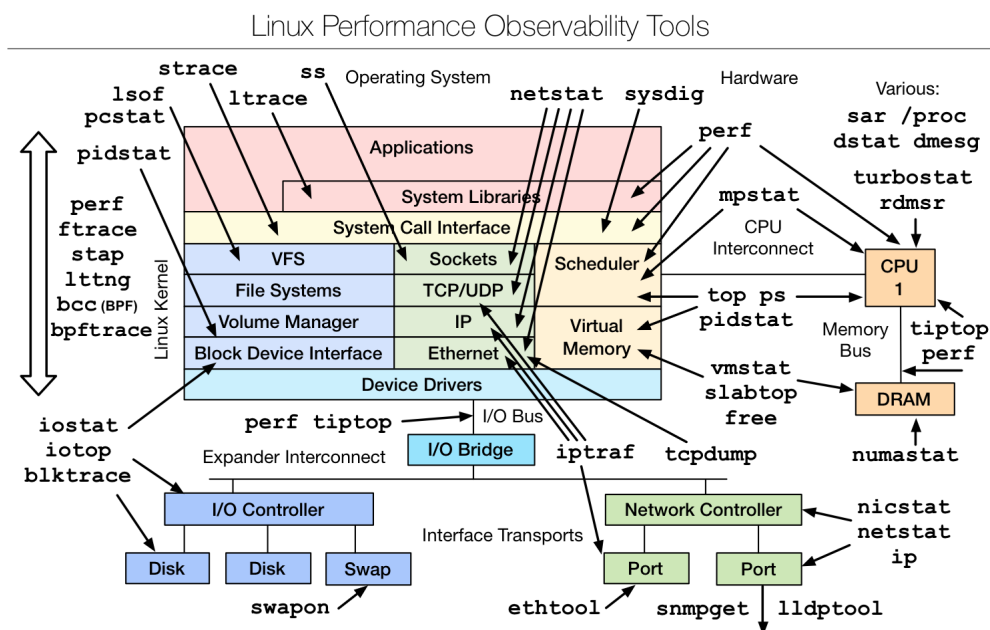 Linux Performance Observability Tools
strace
ss
Operating System
Hardware
Various:
lsof
pcstat
ltrace
netstat
sysdig
sar /proc
dstat dmesg
pidstat
Applications
perf
turbostat
rdmsr
perf
ftrace
stap
lttng
bcc (BPF)
bpftrace
Linux Kernel
System Libraries
System Call Interface
mpstat
CPU
Interconnect
VFS
Sockets
Scheduler
CPU
1
File Systems
TCP/UDP
top ps
pidstat
Volume Manager
IP
Virtual
Memory
Memory
Bus
tiptop
perf
Block Device Interface
Ethernet
Device Drivers
vmstat
slabtop
free
DRAM
iostat
iotop
blktrace
perf tiptop
I/O Bus
I/O Bridge
iptraf
tcpdump
numastat
Expander Interconnect
I/O Controller
Interface Transports
Network Controller
nicstat
netstat
ip
Disk
Disk
Swap
Port
Port
swapon
ethtool
snmpget
lldptool